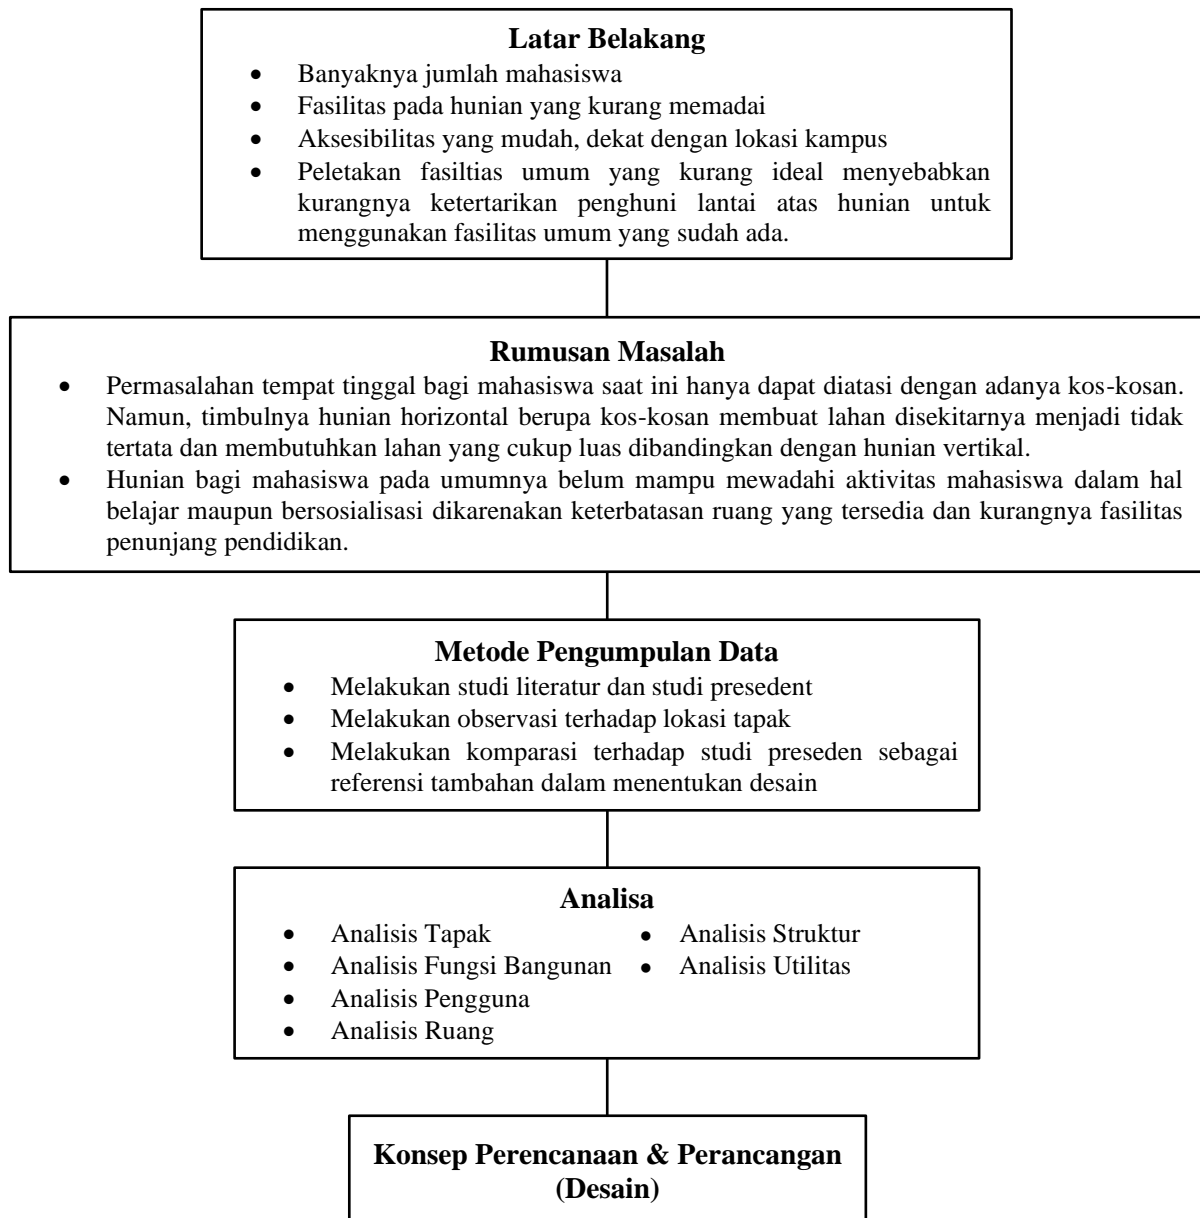 Latar Belakang
• Banyaknya jumlah mahasiswa
• Fasilitas pada hunian yang kurang memadai
• Aksesibilitas yang mudah, dekat dengan lokasi kampus
• Peletakan fasiltias umum yang kurang ideal menyebabkan
kurangnya ketertarikan penghuni lantai atas hunian untuk
menggunakan fasilitas umum yang sudah ada.
Rumusan Masalah
• Permasalahan tempat tinggal bagi mahasiswa saat ini hanya dapat diatasi dengan adanya kos-kosan.
Namun, timbulnya hunian horizontal berupa kos-kosan membuat lahan disekitarnya menjadi tidak
tertata dan membutuhkan lahan yang cukup luas dibandingkan dengan hunian vertikal.
• Hunian bagi mahasiswa pada umumnya belum mampu mewadahi aktivitas mahasiswa dalam hal
belajar maupun bersosialisasi dikarenakan keterbatasan ruang yang tersedia dan kurangnya fasilitas
penunjang pendidikan.
Metode Pengumpulan Data
• Melakukan studi literatur dan studi presedent
• Melakukan observasi terhadap lokasi tapak
• Melakukan komparasi terhadap studi preseden sebagai
referensi tambahan dalam menentukan desain
Analisa
• Analisis Tapak
• Analisis Fungsi Bangunan
• Analisis Pengguna
• Analisis Ruang
• Analisis Struktur
• Analisis Utilitas
Konsep Perencanaan & Perancangan
(Desain)